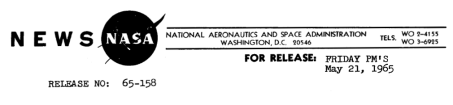 NEWS NASA NATIONAL AERONAUTICS AND SPACE ADMINISTRATION TELS. WO 2-4155
WASHINGTON, D.C. 20546 WO 3-6925
FOR RELEASE: FRIDAY PM'S
May 21, 1965
RELEASE NO: 65-158